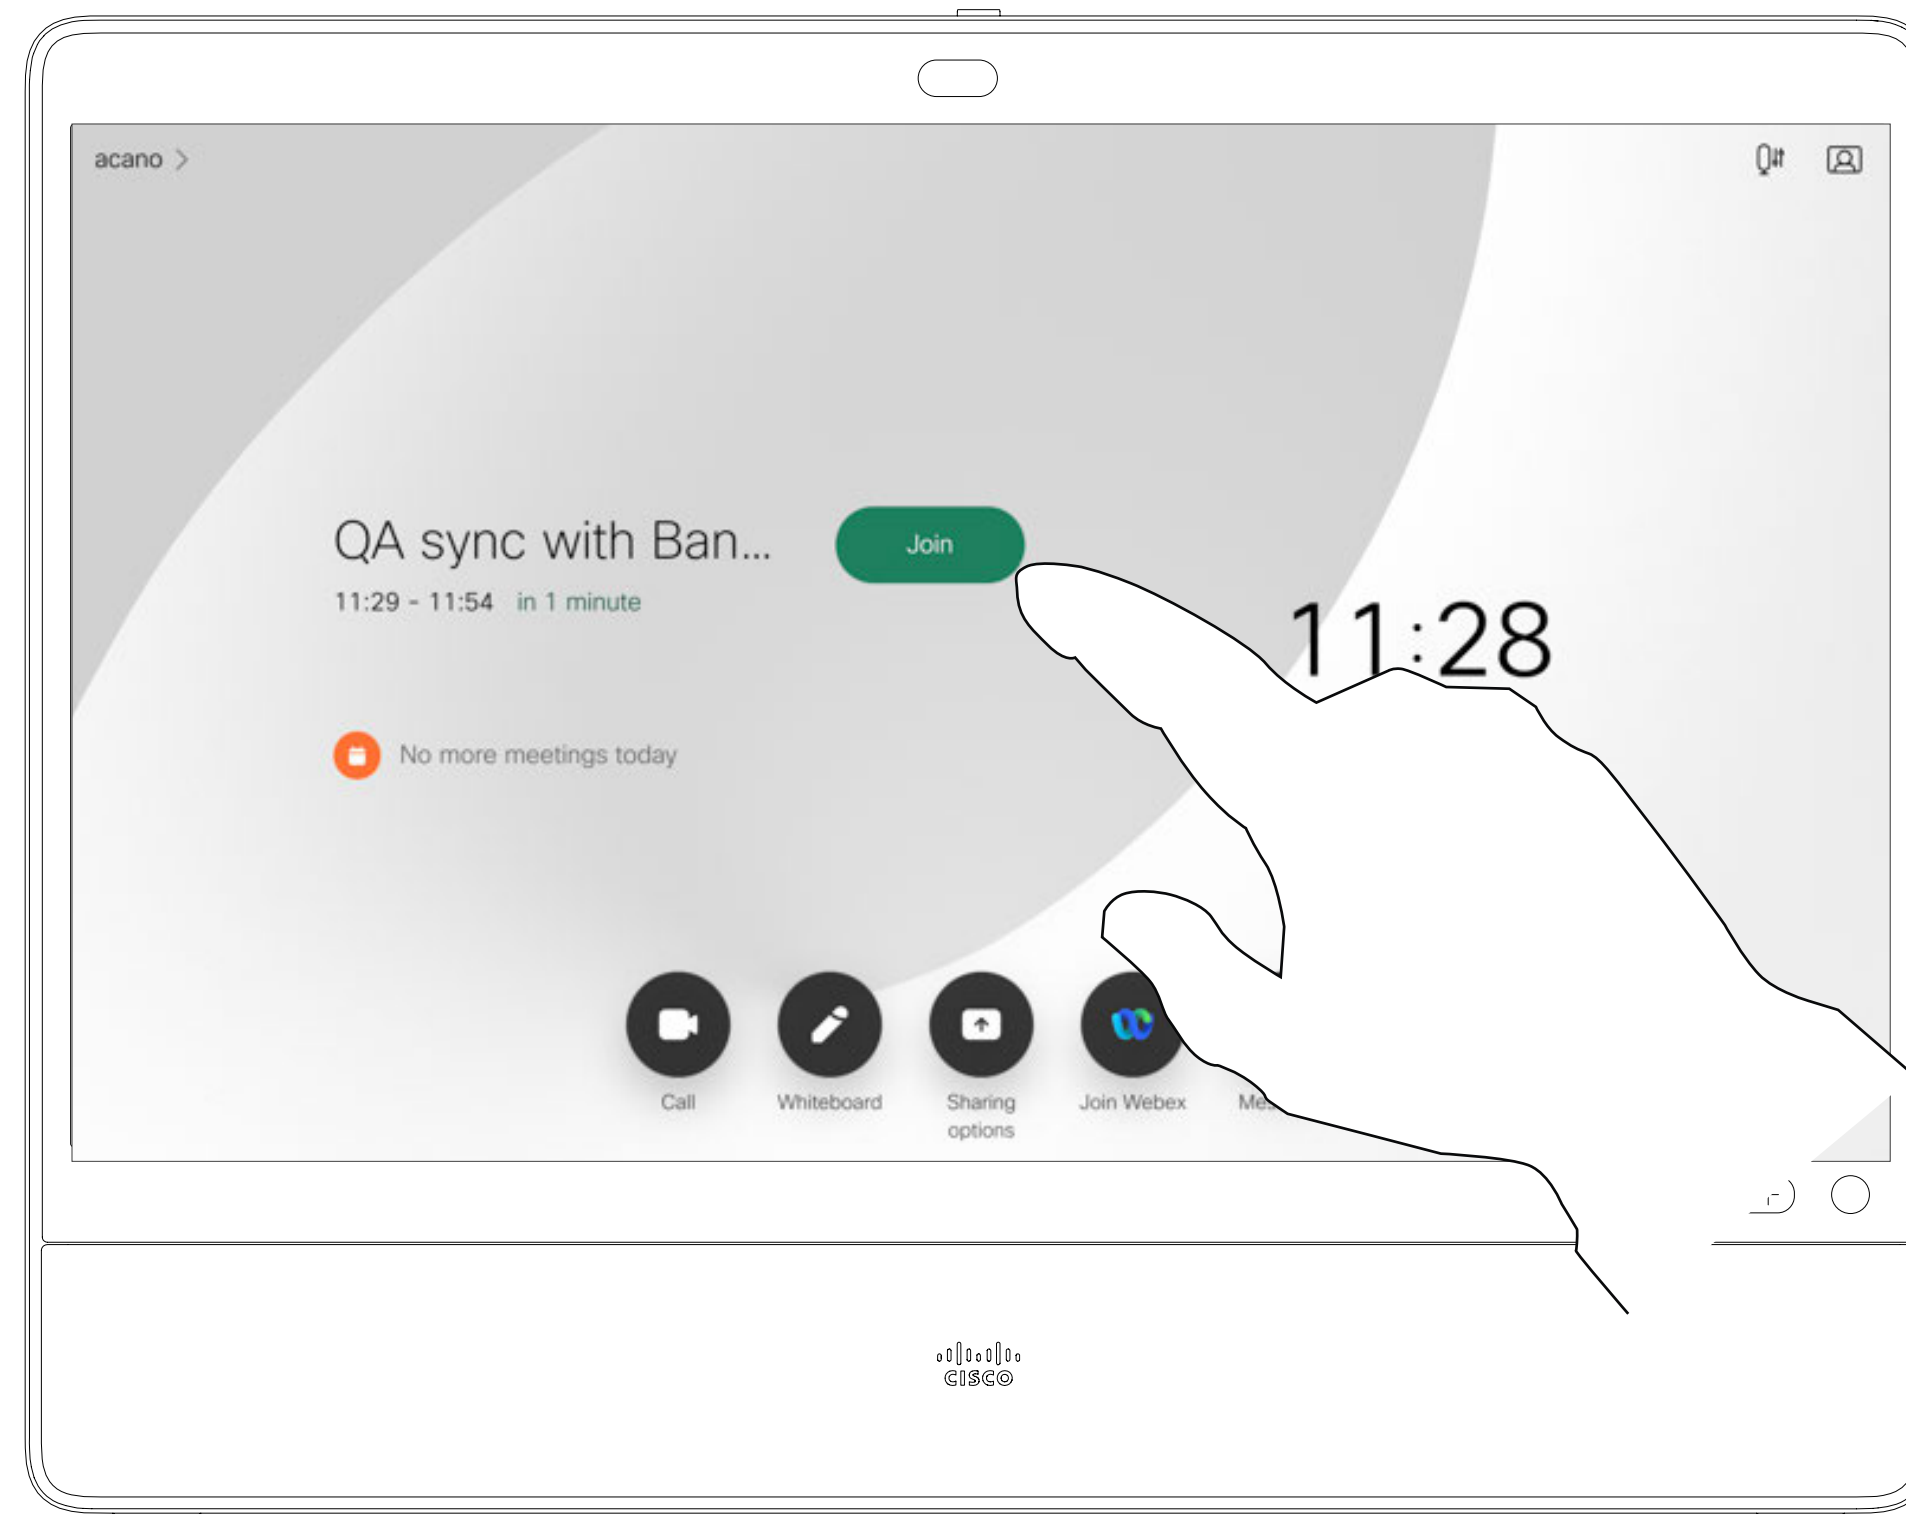 acano
QA sync with Ban...
Join
11:29 - 11:54 in 1 minute
11:28
No more meetings today
Call
Whiteboard
Sharing
options
Join Webex
CISCO